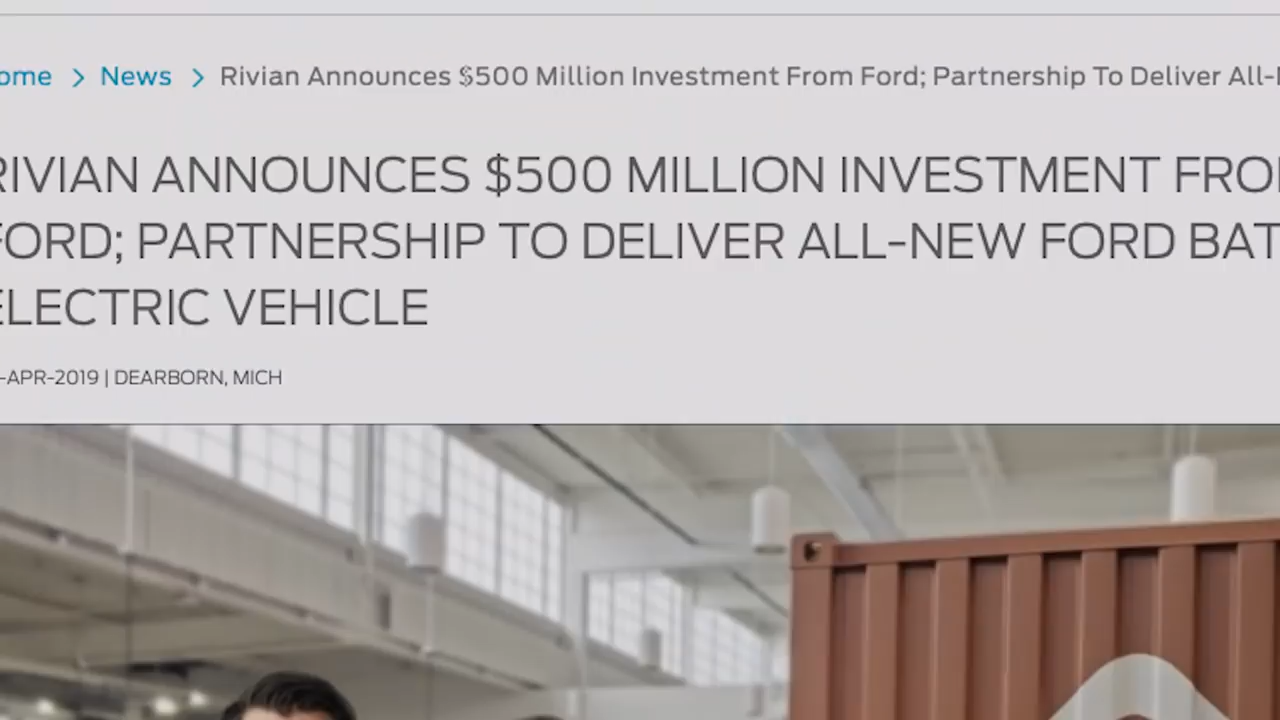 ome > News > Rivian Announces $500 Million Investment From Ford; Partnership To Deliver All-
RIVIAN ANNOUNCES $500 MILLION INVESTMENT FRO
FORD; PARTNERSHIP TO DELIVER ALL-NEW FORD BAT
ELECTRIC VEHICLE
-APR-2019 | DEARBORN, MICH